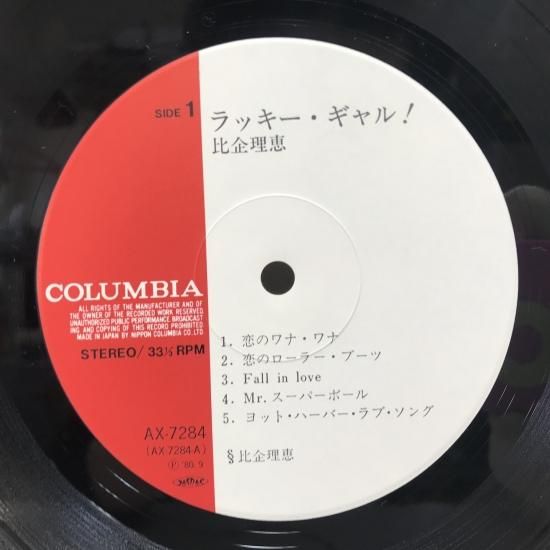 SIDE 1
ラッキー・ギャル!
比企理恵
COLUMBIA
ALL RIGHTS OF THE MANUFACTURER AND OF
THE OWNER OF THE RECORDED WORK RESERVED
UNAUTHORIZED PUBLIC PERFORMANCE BROADCAST
ING AND COPYING OF THIS RECORD PROHIBITED
MADE IN JAPAN BY NIPPON COLUMBIA CO.,LTD
STEREO/33⅓RPM
1. 恋のワナ・ワナ
2. 恋のローラー・ブーツ
3. Fall in love
4. Mr.スーパーボール
5. ヨット・ハーバー・ラブ・ソング
§比企理恵
AX-7284
(AX-7284-A)
Ⓟ'80. 9
JASRAC